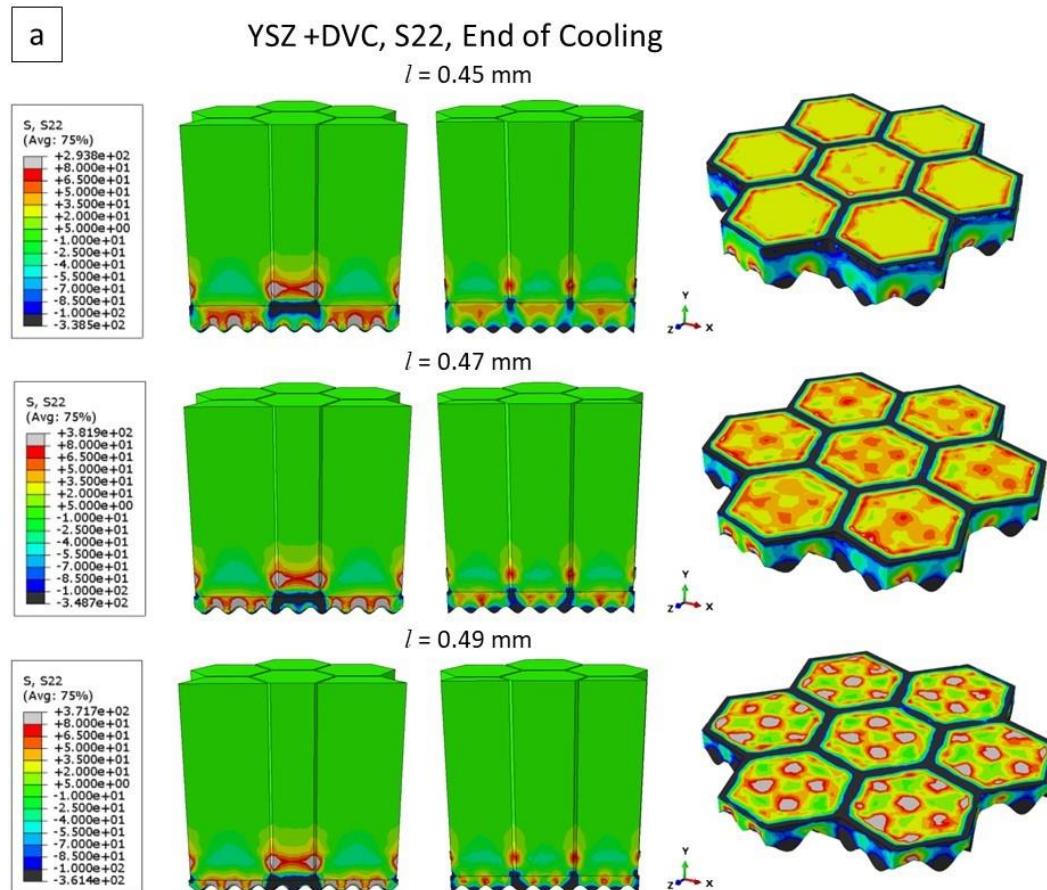 a
YSZ +DVC, S22, End of Cooling
l = 0.45 mm
S, S22
(Avg: 75%)
+2.938e+02
+8.000e+01
+6.500e+01
+5.000e+01
+3.500e+01
+2.000e+01
+5.000e+00
-1.000e+01
-2.500e+01
-4.000e+01
-5.500e+01
-7.000e+01
-8.500e+01
-1.000e+02
-3.385e+02
Y
Z X
l = 0.47 mm
S, S22
(Avg: 75%)
+3.819e+02
+8.000e+01
+6.500e+01
+5.000e+01
+3.500e+01
+2.000e+01
+5.000e+00
-1.000e+01
-2.500e+01
-4.000e+01
-5.500e+01
-7.000e+01
-8.500e+01
-1.000e+02
-3.487e+02
Y
Z X
l = 0.49 mm
S, S22
(Avg: 75%)
+3.717e+02
+8.000e+01
+6.500e+01
+5.000e+01
+3.500e+01
+2.000e+01
+5.000e+00
-1.000e+01
-2.500e+01
-4.000e+01
-5.500e+01
-7.000e+01
-8.500e+01
-1.000e+02
-3.614e+02
Y
Z X